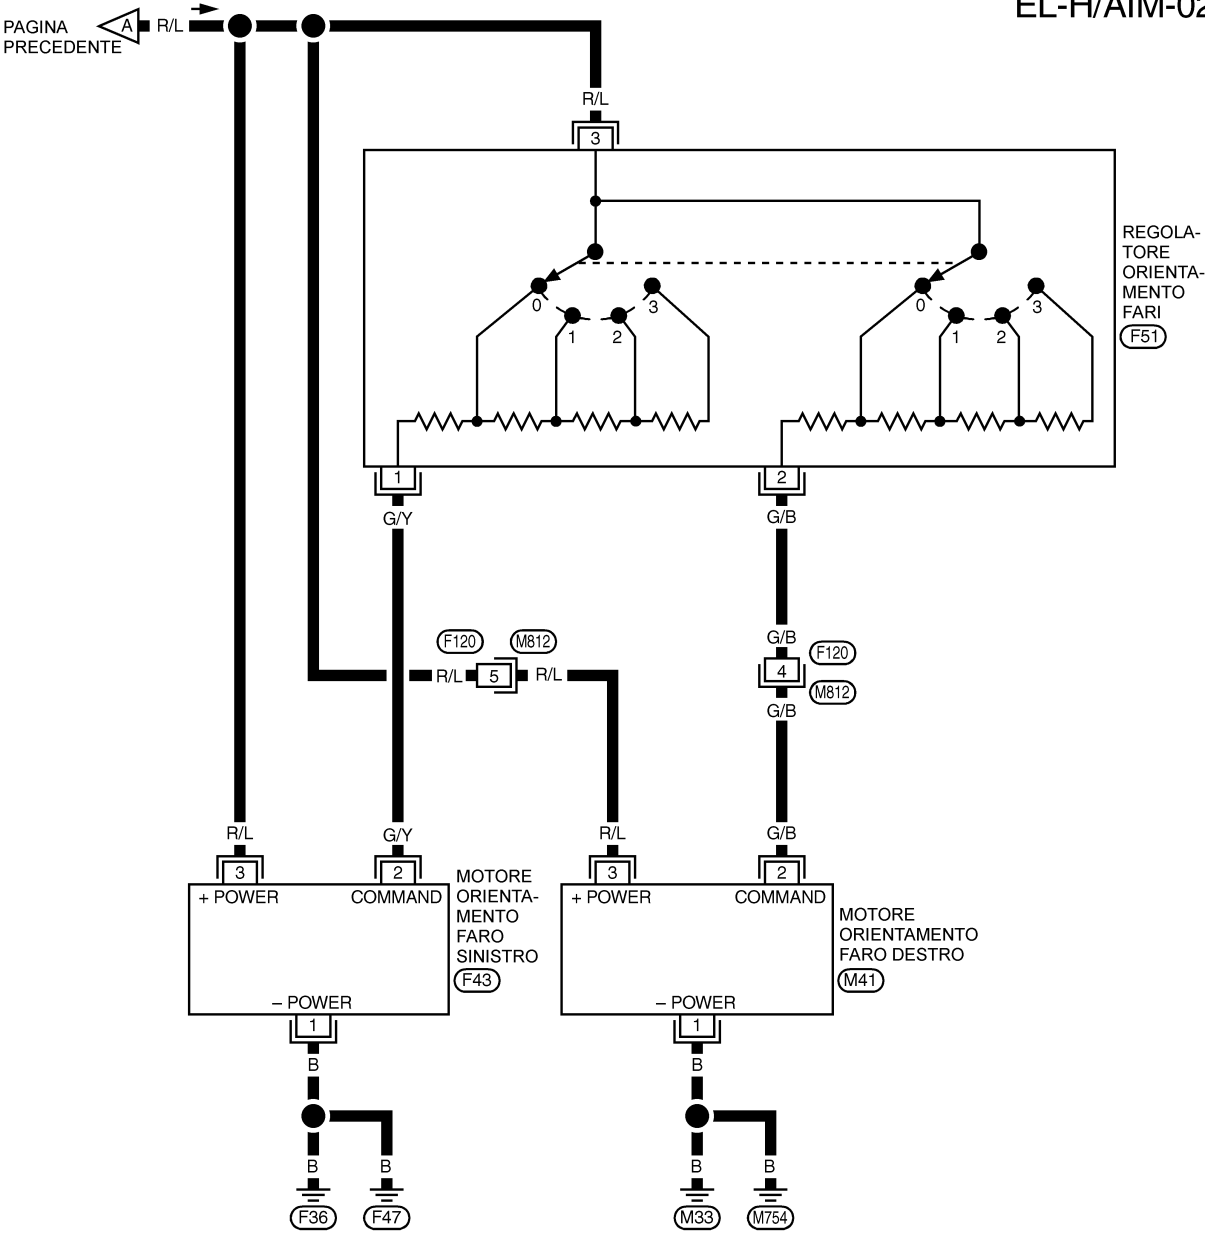 EL-H/AIM-02
PAGINA
PRECEDENTE
A
R/L
R/L
3
REGOLA-
TORE
ORIENTA-
MENTO
FARI
F51
0
1
2
3
0
1
2
3
1
2
G/Y
G/B
F120
M812
R/L
5
R/L
G/B
4
F120
M812
G/B
R/L
G/Y
R/L
G/B
3
2
3
2
+ POWER
COMMAND
MOTORE
ORIENTA-
MENTO
FARO
SINISTRO
F43
– POWER
1
+ POWER
COMMAND
MOTORE
ORIENTAMENTO
FARO DESTRO
M41
– POWER
1
B
B
B
B
B
B
F36
F47
M33
M754